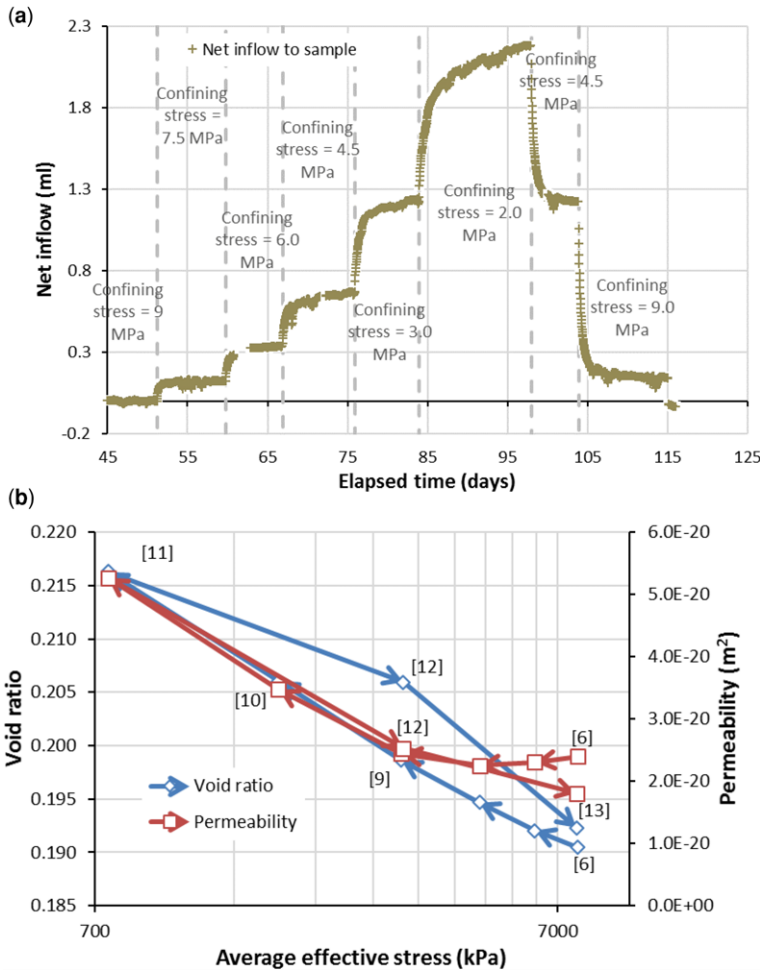 (a)
2.3
1.8
1.3
0.8
0.3
-0.2
Net inflow (ml)
Net inflow to sample
Confining
stress = 9
MPa
Confining
stress =
7.5 MPa
Confining
stress = 6.0
MPa
Confining
stress = 4.5
MPa
Confining
stress = 3.0
MPa
Confining
stress = 2.0
MPa
Confining
stress = 4.5
MPa
Confining
stress = 9.0
MPa
45 55 65 75 85 95 105 115 125
Elapsed time (days)
(b)
0.220
0.215
0.210
0.205
0.200
0.195
0.190
0.185
Void ratio
[11]
[12]
[10]
[12]
[9]
[6]
[13]
[6]
Void ratio
Permeability
6.0E-20
5.0E-20
4.0E-20
3.0E-20
2.0E-20
1.0E-20
0.0E+00
Permeability (m²)
700 7000
Average effective stress (kPa)